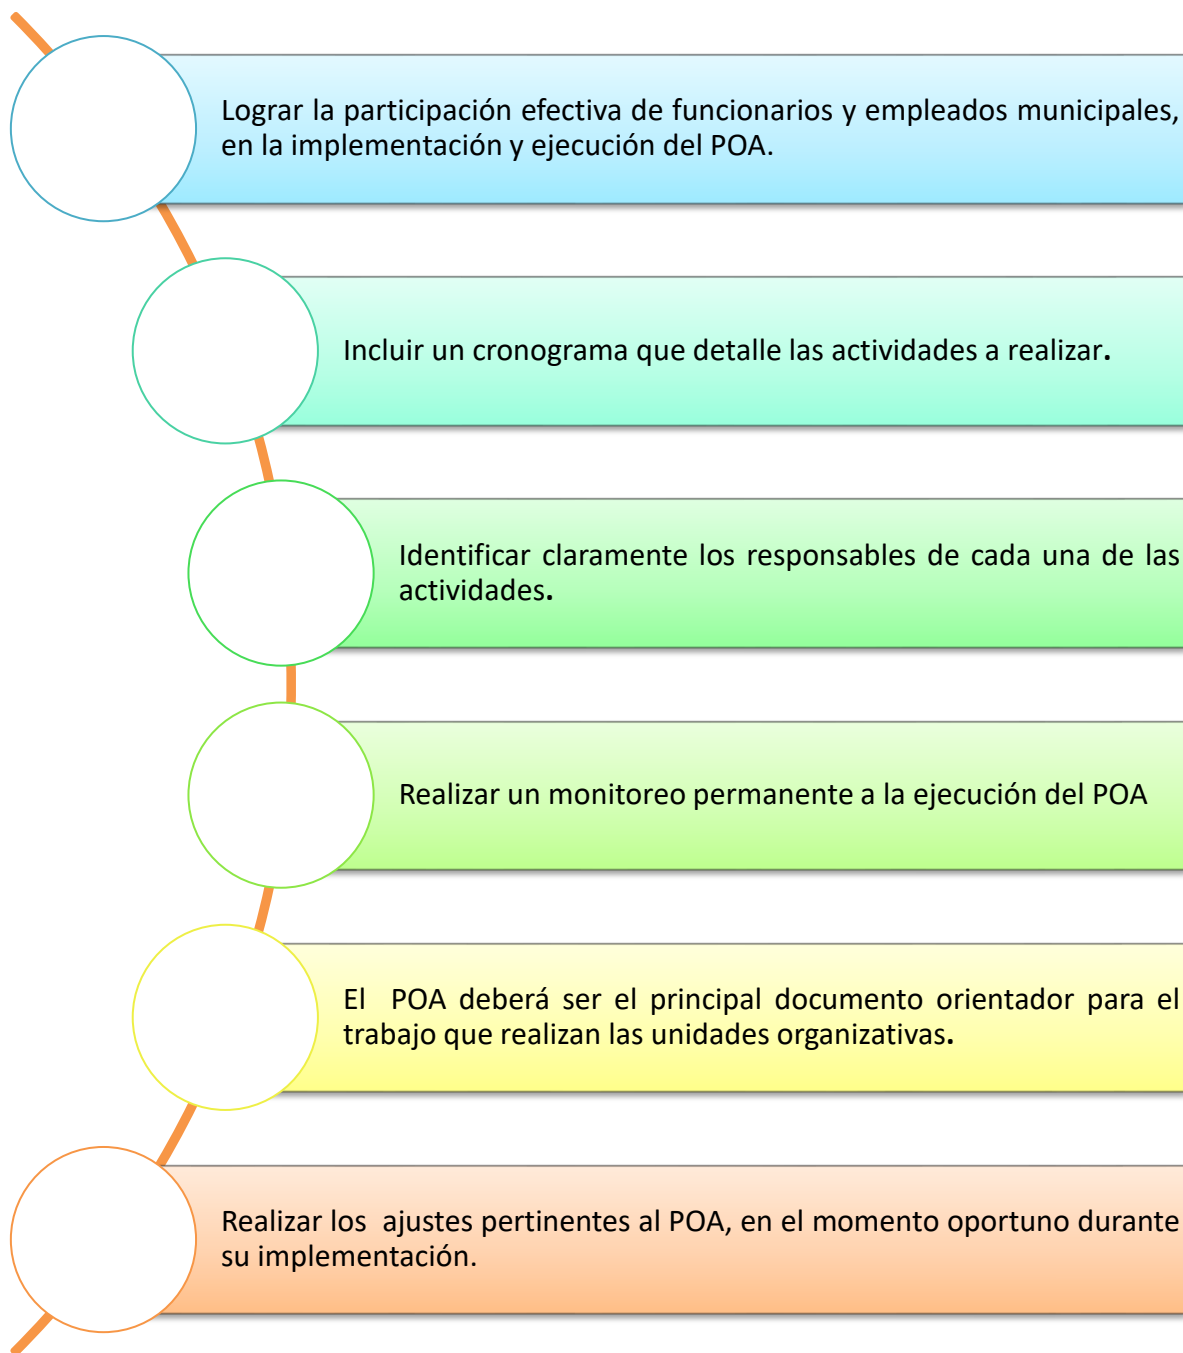 Lograr la participación efectiva de funcionarios y empleados municipales,
en la implementación y ejecución del POA.
Incluir un cronograma que detalle las actividades a realizar.
Identificar claramente los responsables de cada una de las
actividades.
Realizar un monitoreo permanente a la ejecución del POA
El POA deberá ser el principal documento orientador para el
trabajo que realizan las unidades organizativas.
Realizar los ajustes pertinentes al POA, en el momento oportuno durante
su implementación.